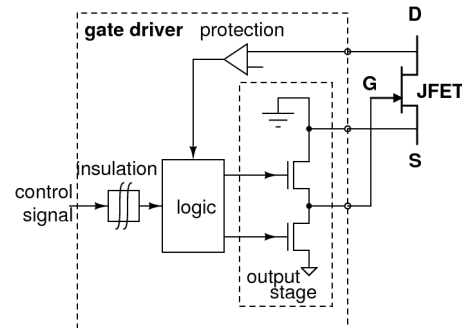 D
gate driver protection
G
JFET
S
insulation
control
signal
logic
output
stage